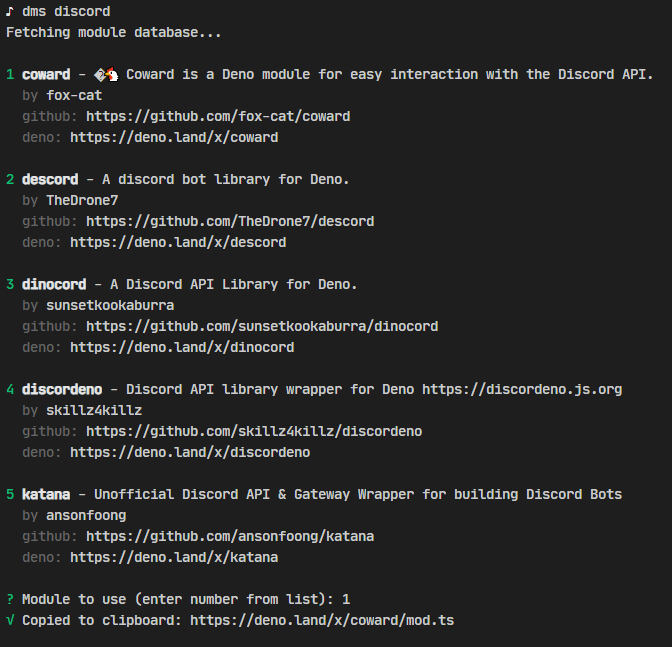 ♪ dms discord
Fetching module database...
1 coward - �🐔 Coward is a Deno module for easy interaction with the Discord API.
by fox-cat
github: https://github.com/fox-cat/coward
deno: https://deno.land/x/coward
2 descord - A discord bot library for Deno.
by TheDrone7
github: https://github.com/TheDrone7/descord
deno: https://deno.land/x/descord
3 dinocord - A Discord API Library for Deno.
by sunsetkookaburra
github: https://github.com/sunsetkookaburra/dinocord
deno: https://deno.land/x/dinocord
4 discordeno - Discord API library wrapper for Deno https://discordeno.js.org
by skillz4killz
github: https://github.com/skillz4killz/discordeno
deno: https://deno.land/x/discordeno
5 katana - Unofficial Discord API & Gateway Wrapper for building Discord Bots
by ansonfoong
github: https://github.com/ansonfoong/katana
deno: https://deno.land/x/katana
? Module to use (enter number from list): 1
√ Copied to clipboard: https://deno.land/x/coward/mod.ts